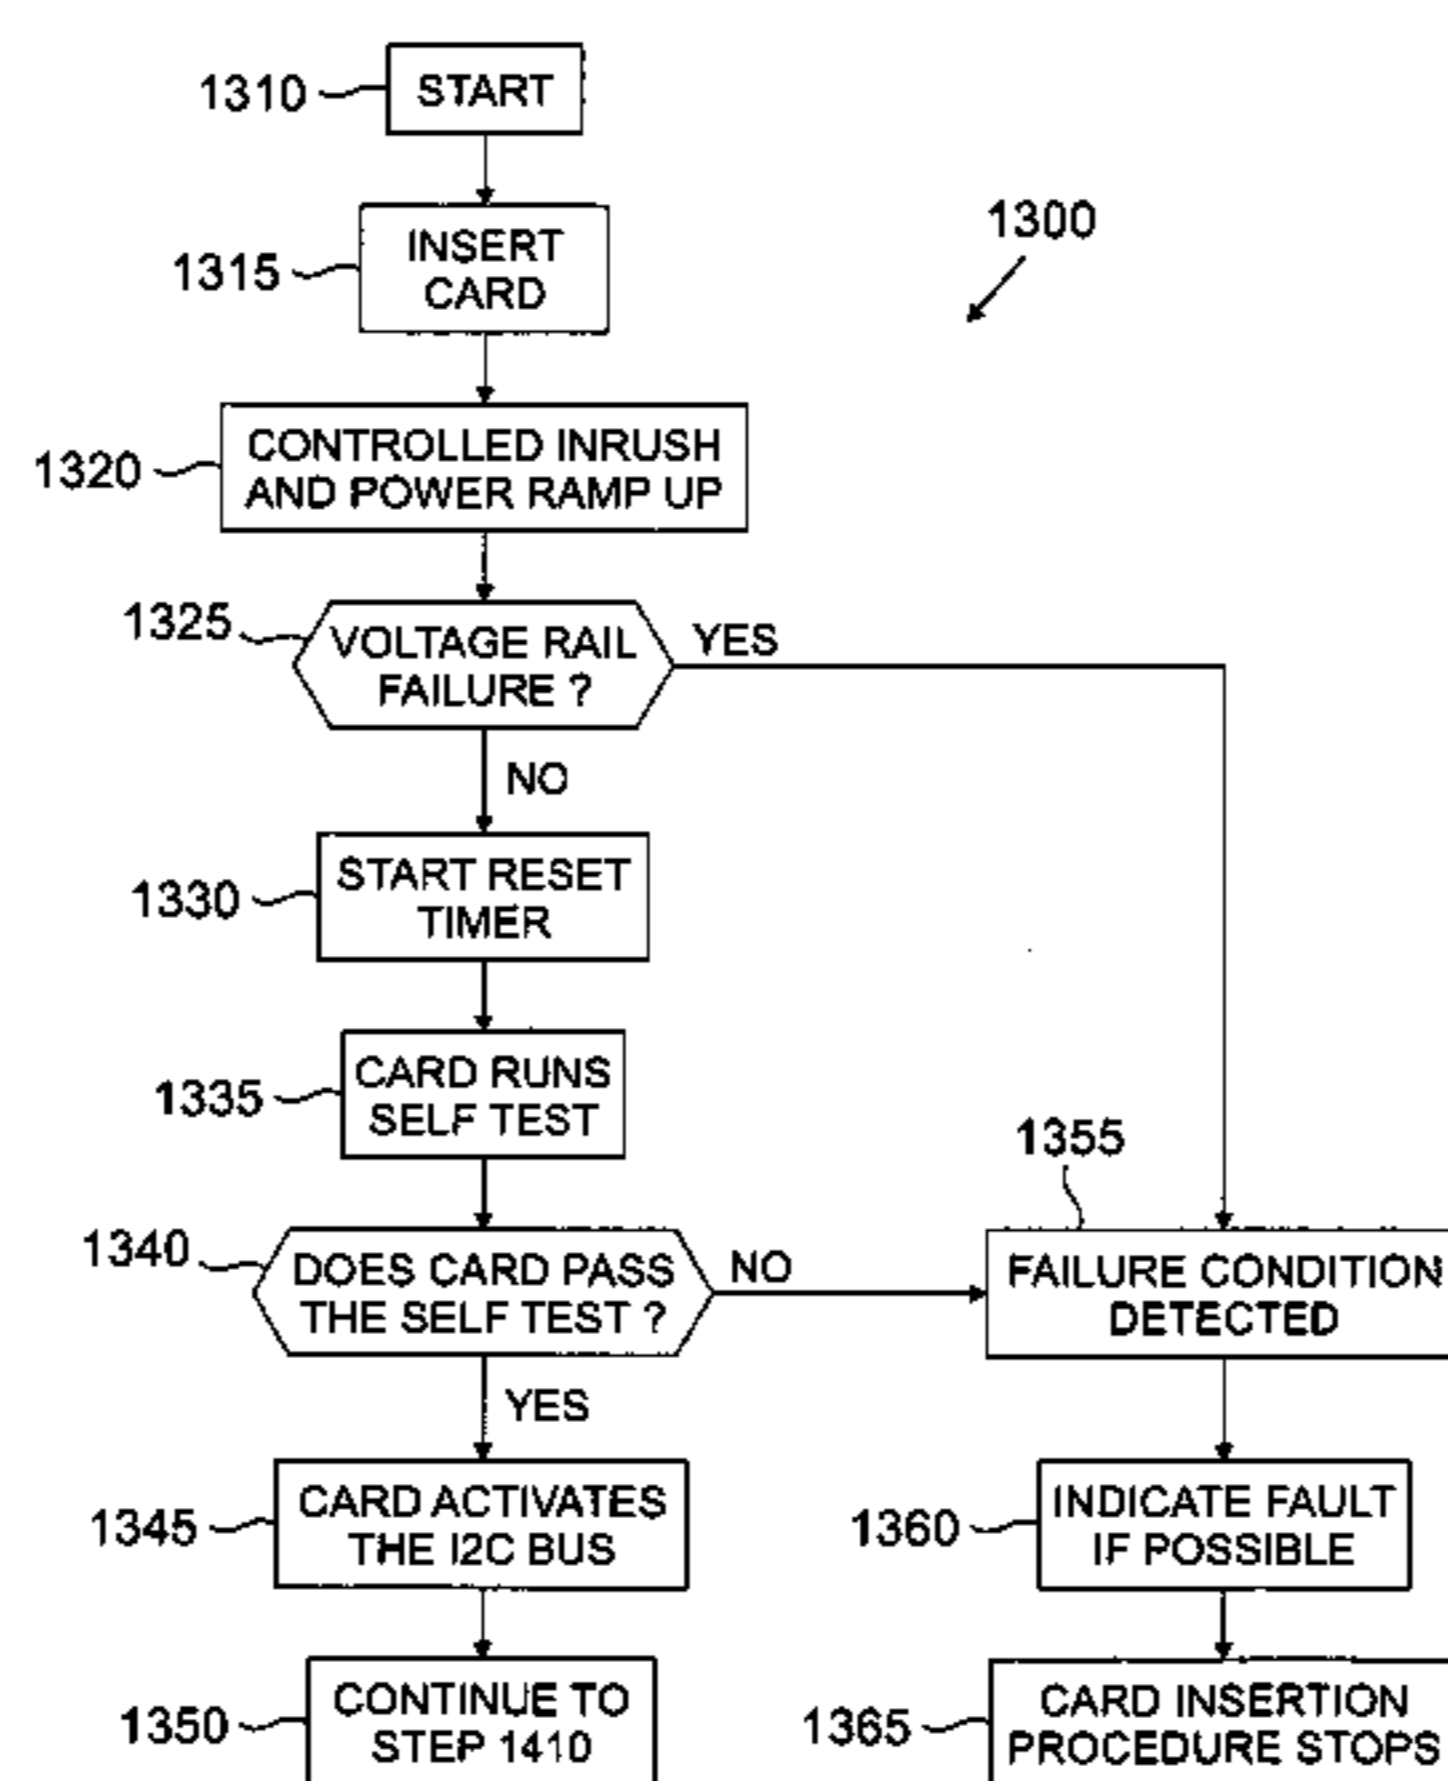 1310
START
1315
INSERT
CARD
1300
1320
CONTROLLED INRUSH
AND POWER RAMP UP
1325
VOLTAGE RAIL
FAILURE ?
YES
NO
1330
START RESET
TIMER
1335
CARD RUNS
SELF TEST
1340
DOES CARD PASS
THE SELF TEST ?
NO
1355
FAILURE CONDITION
DETECTED
YES
1345
CARD ACTIVATES
THE I2C BUS
1360
INDICATE FAULT
IF POSSIBLE
1350
CONTINUE TO
STEP 1410
1365
CARD INSERTION
PROCEDURE STOPS